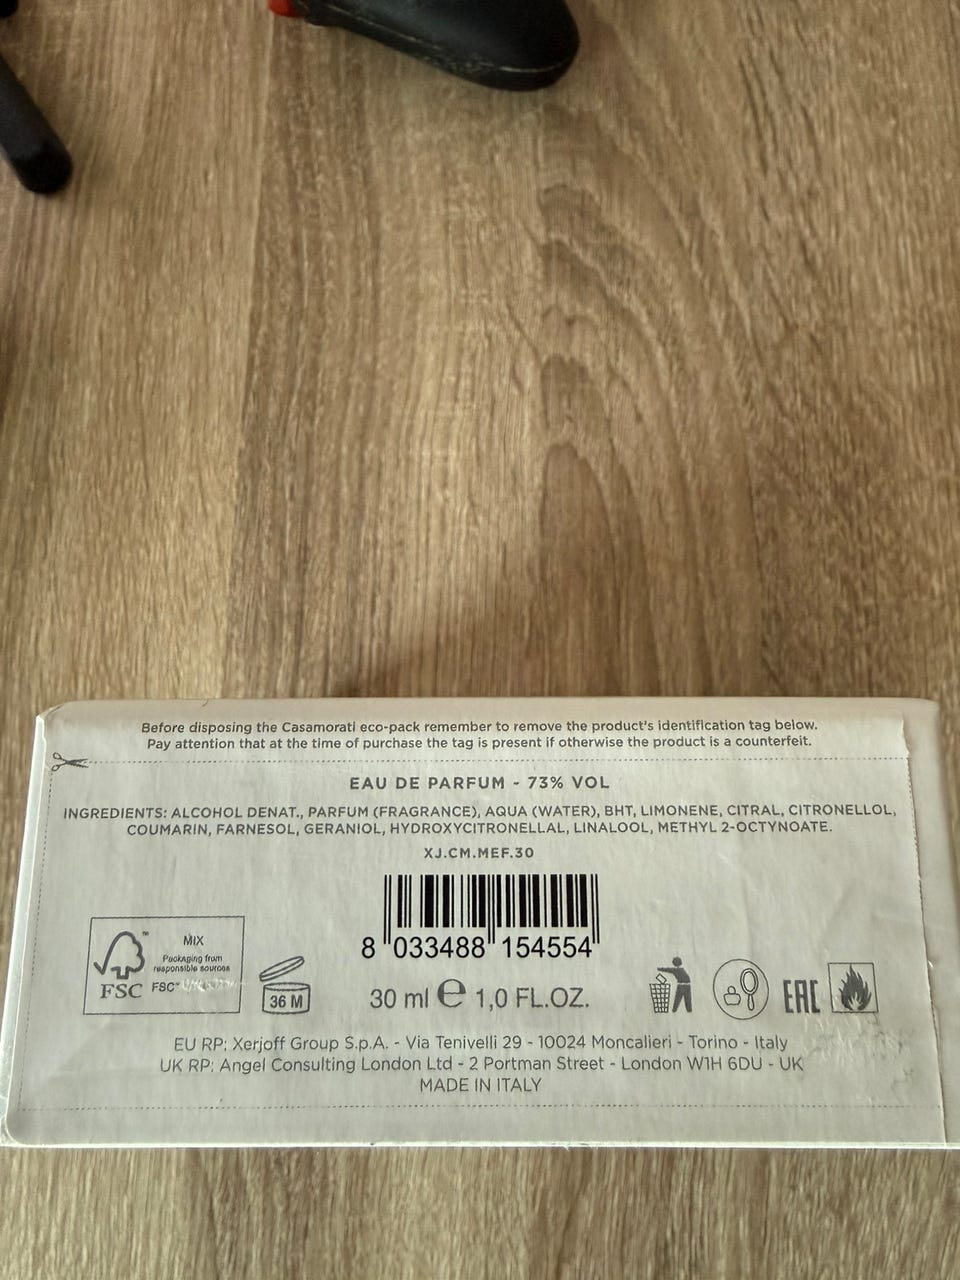 Before disposing the Casamorati eco-pack remember to remove the product's identification tag below.
Pay attention that at the time of purchase the tag is present if otherwise the product is a counterfeit.
EAU DE PARFUM - 73% VOL
INGREDIENTS: ALCOHOL DENAT., PARFUM (FRAGRANCE), AQUA (WATER), BHT, LIMONENE, CITRAL, CITRONELLOL,
COUMARIN, FARNESOL, GERANIOL, HYDROXYCITRONELLAL, LINALOOL, METHYL 2-OCTYNOATE.
XJ.CM.MEF.30
8 033488 154554
FSC™
MIX
Packaging from
responsible sources
FSC™
36 M
30 ml ℮ 1,0 FL.OZ.
EAC
EU RP: Xerjoff Group S.p.A. - Via Tenivelli 29 - 10024 Moncalieri - Torino - Italy
UK RP: Angel Consulting London Ltd - 2 Portman Street - London W1H 6DU - UK
MADE IN ITALY